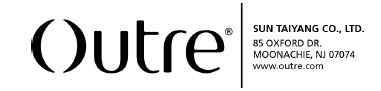 Outre®
SUN TAIYANG CO., LTD.
85 OXFORD DR.
MOONACHIE, NJ 07074
www.outre.com